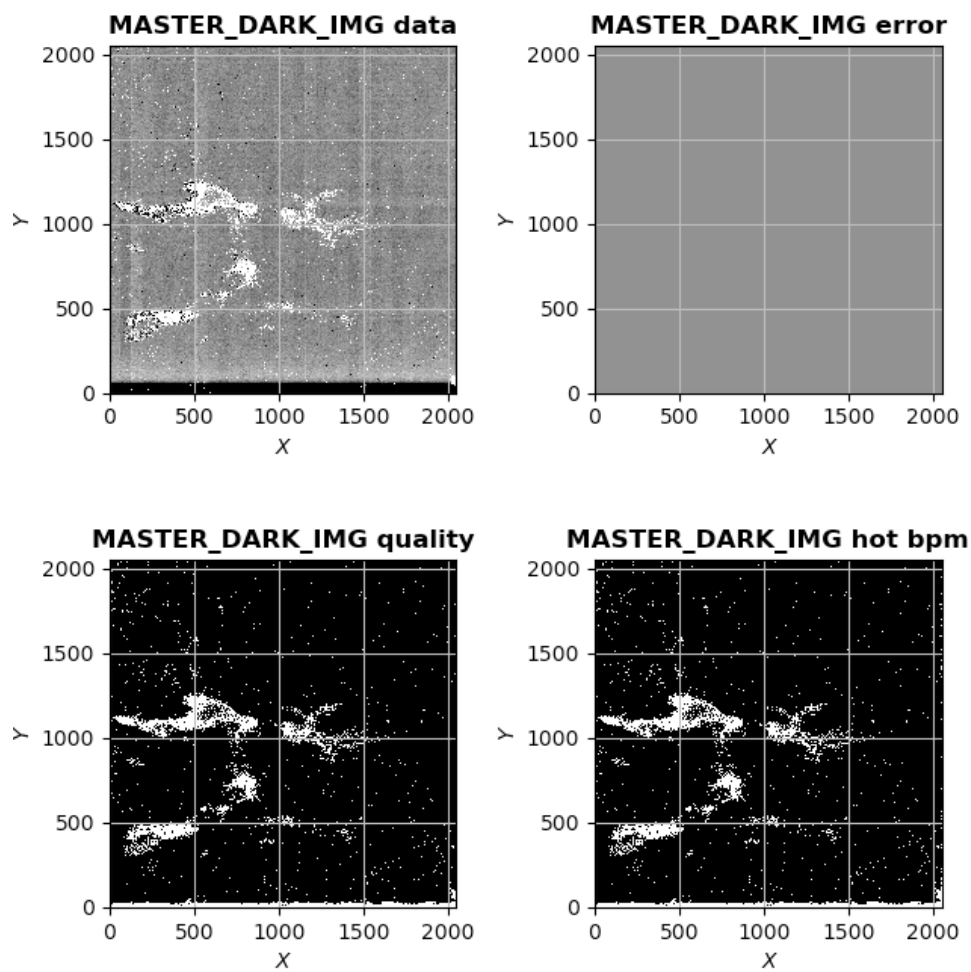 MASTER_DARK_IMG data
2000
1500
1000
500
0
Y
0 500 1000 1500 2000
X
MASTER_DARK_IMG error
2000
1500
1000
500
0
Y
0 500 1000 1500 2000
X
MASTER_DARK_IMG quality
2000
1500
1000
500
0
Y
0 500 1000 1500 2000
X
MASTER_DARK_IMG hot bpm
2000
1500
1000
500
0
Y
0 500 1000 1500 2000
X